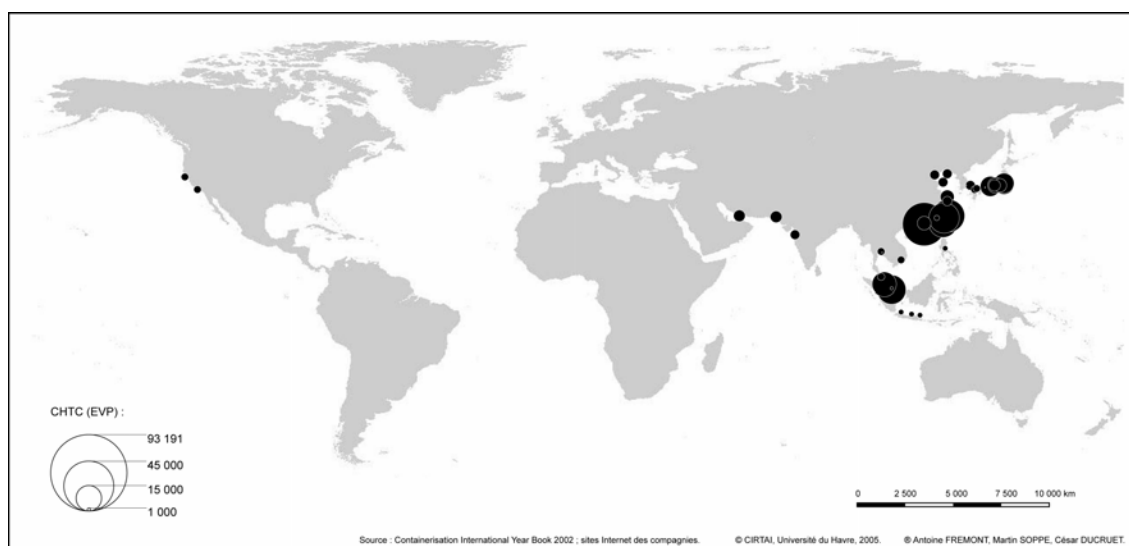 CHTC (EVP) :
93 191
45 000
15 000
1 000
0 2 500 5 000 7 500 10 000 km
Source : Containerisation International Year Book 2002 ; sites Internet des compagnies. © CIRTAI, Université du Havre, 2005. ® Antoine FREMONT, Martin SOPPE, César DUCRUET.